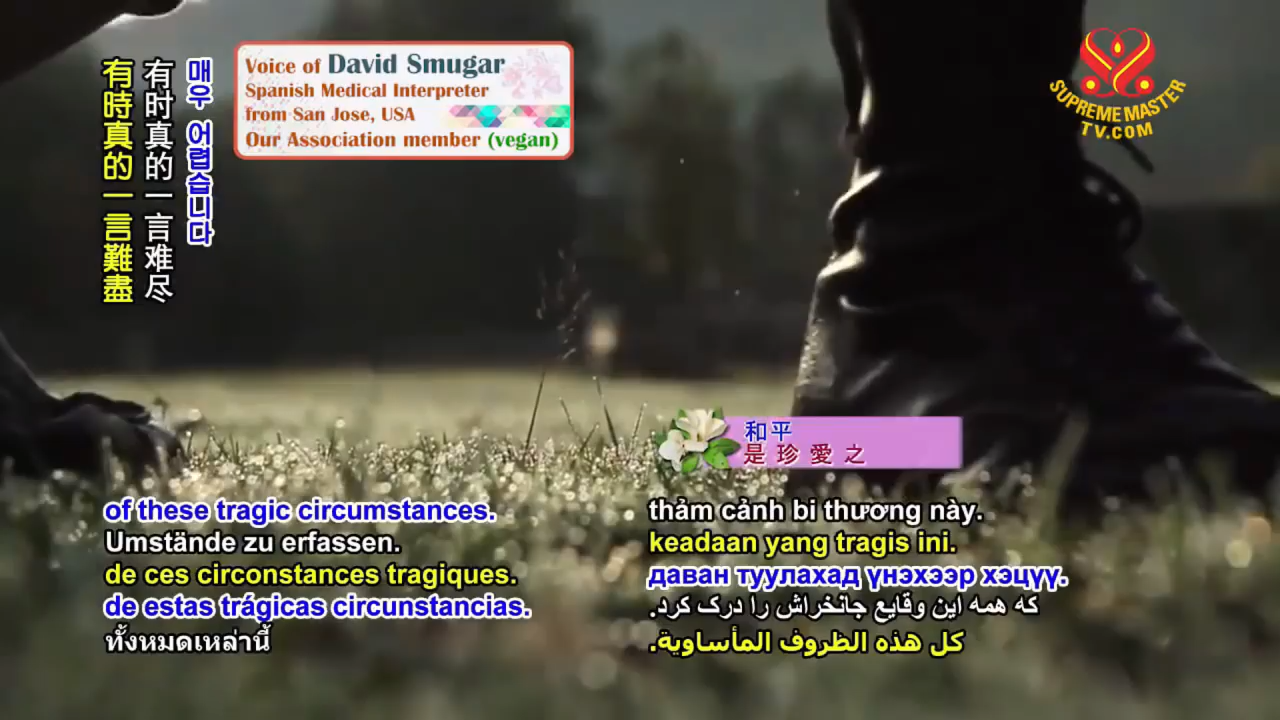 매우 어렵습니다
有时真的一言难尽
有時真的一言難盡
Voice of David Smugar
Spanish Medical Interpreter
from San Jose, USA
Our Association member (vegan)
SUPREME MASTER
TV.COM
和平
是珍愛之
of these tragic circumstances.
Umstände zu erfassen.
de ces circonstances tragiques.
de estas trágicas circunstancias.
ทั้งหมดเหล่านี้
thảm cảnh bi thương này.
keadaan yang tragis ini.
даван туулахад үнэхээр хэцүү.
که همه این وقایع جانخراش را درک کرد.
كل هذه الظروف المأساوية.